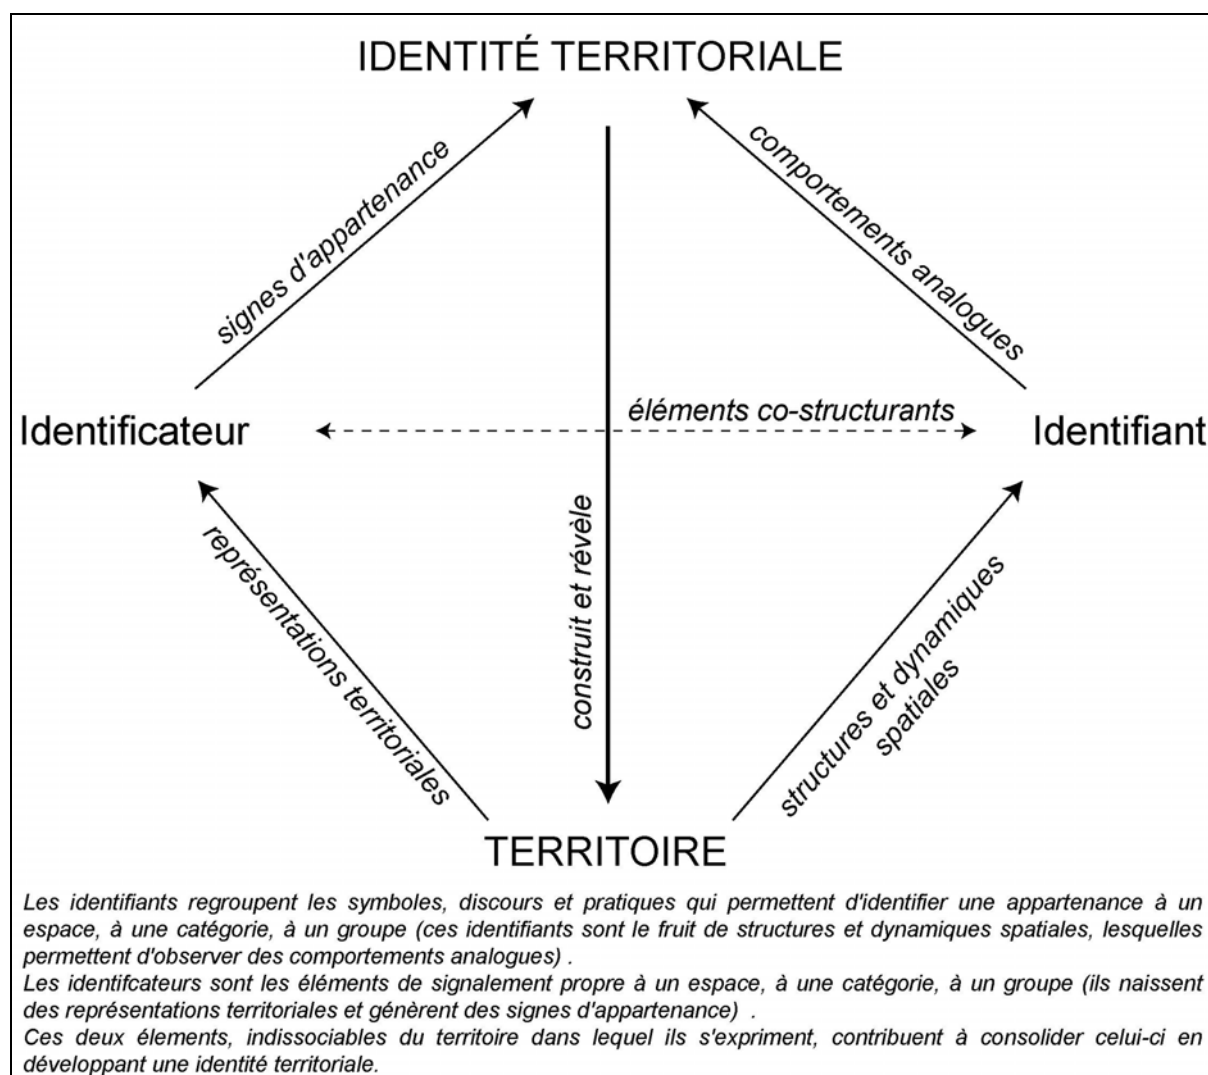 IDENTITÉ TERRITORIALE
signes d'appartenance
comportements analogues
éléments co-structurants
Identificateur
Identifiant
construit et révèle
représentations territoriales
structures et dynamiques
spatiales
TERRITOIRE
Les identifiants regroupent les symboles, discours et pratiques qui permettent d'identifier une appartenance à un
espace, à une catégorie, à un groupe (ces identifiants sont le fruit de structures et dynamiques spatiales, lesquelles
permettent d'observer des comportements analogues) .
Les identifcateurs sont les éléments de signalement propre à un espace, à une catégorie, à un groupe (ils naissent
des représentations territoriales et génèrent des signes d'appartenance) .
Ces deux élements, indissociables du territoire dans lequel ils s'expriment, contribuent à consolider celui-ci en
développant une identité territoriale.